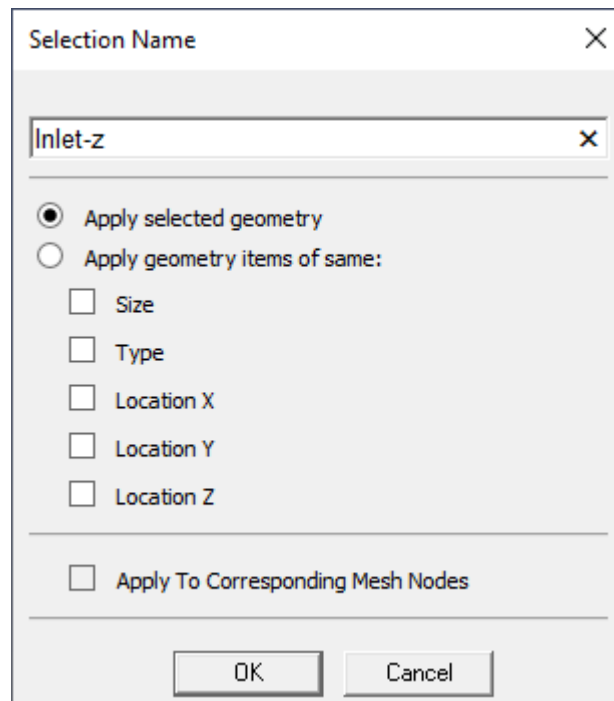 Selection Name
Inlet-z
Apply selected geometry
Apply geometry items of same:
Size
Type
Location X
Location Y
Location Z
Apply To Corresponding Mesh Nodes
OK
Cancel